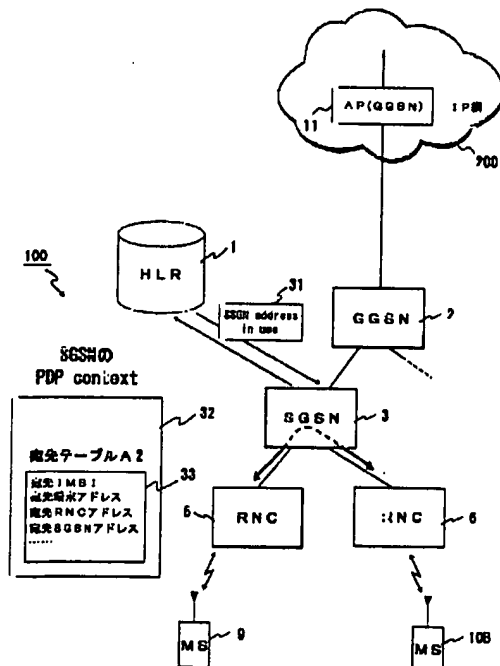 AP(GGSN)
IP網
11
200
1
100
HLR
31
SGSN address
in use
GGSN
2
SGSNの
PDP context
32
SGSN
3
宛先テーブルA2
33
宛先IMSI
宛先端末アドレス
宛先RNCアドレス
宛先SGSNアドレス
……
5
RNC
RNC
6
MS
9
MS
10B